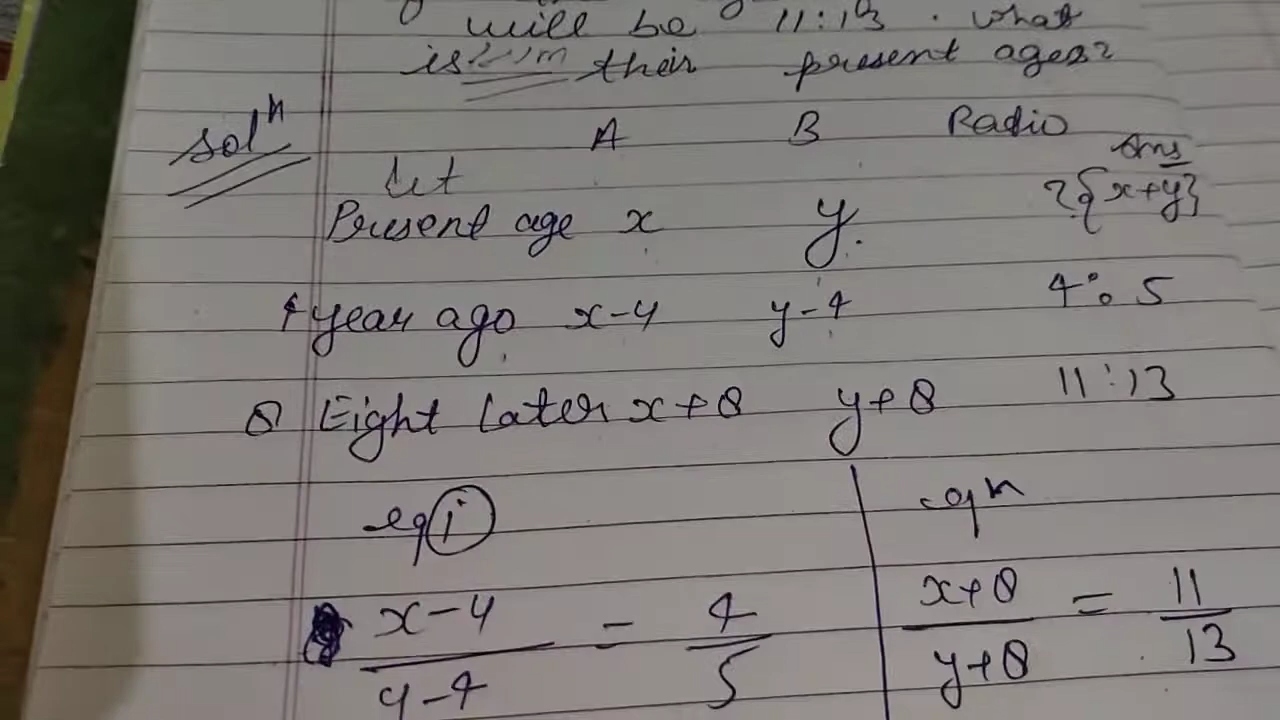 will be 11:13 . what
is sum their present ages?
Solⁿ
A B Radio
Let Ans
Present age x y. ?{x+y}
4 year ago x-4 y-4 4:5
8 Eight Later x+8 y+8 11:13
eq(i) eqn
x-4 / y-4 = 4/5 x+8 / y+8 = 11/13